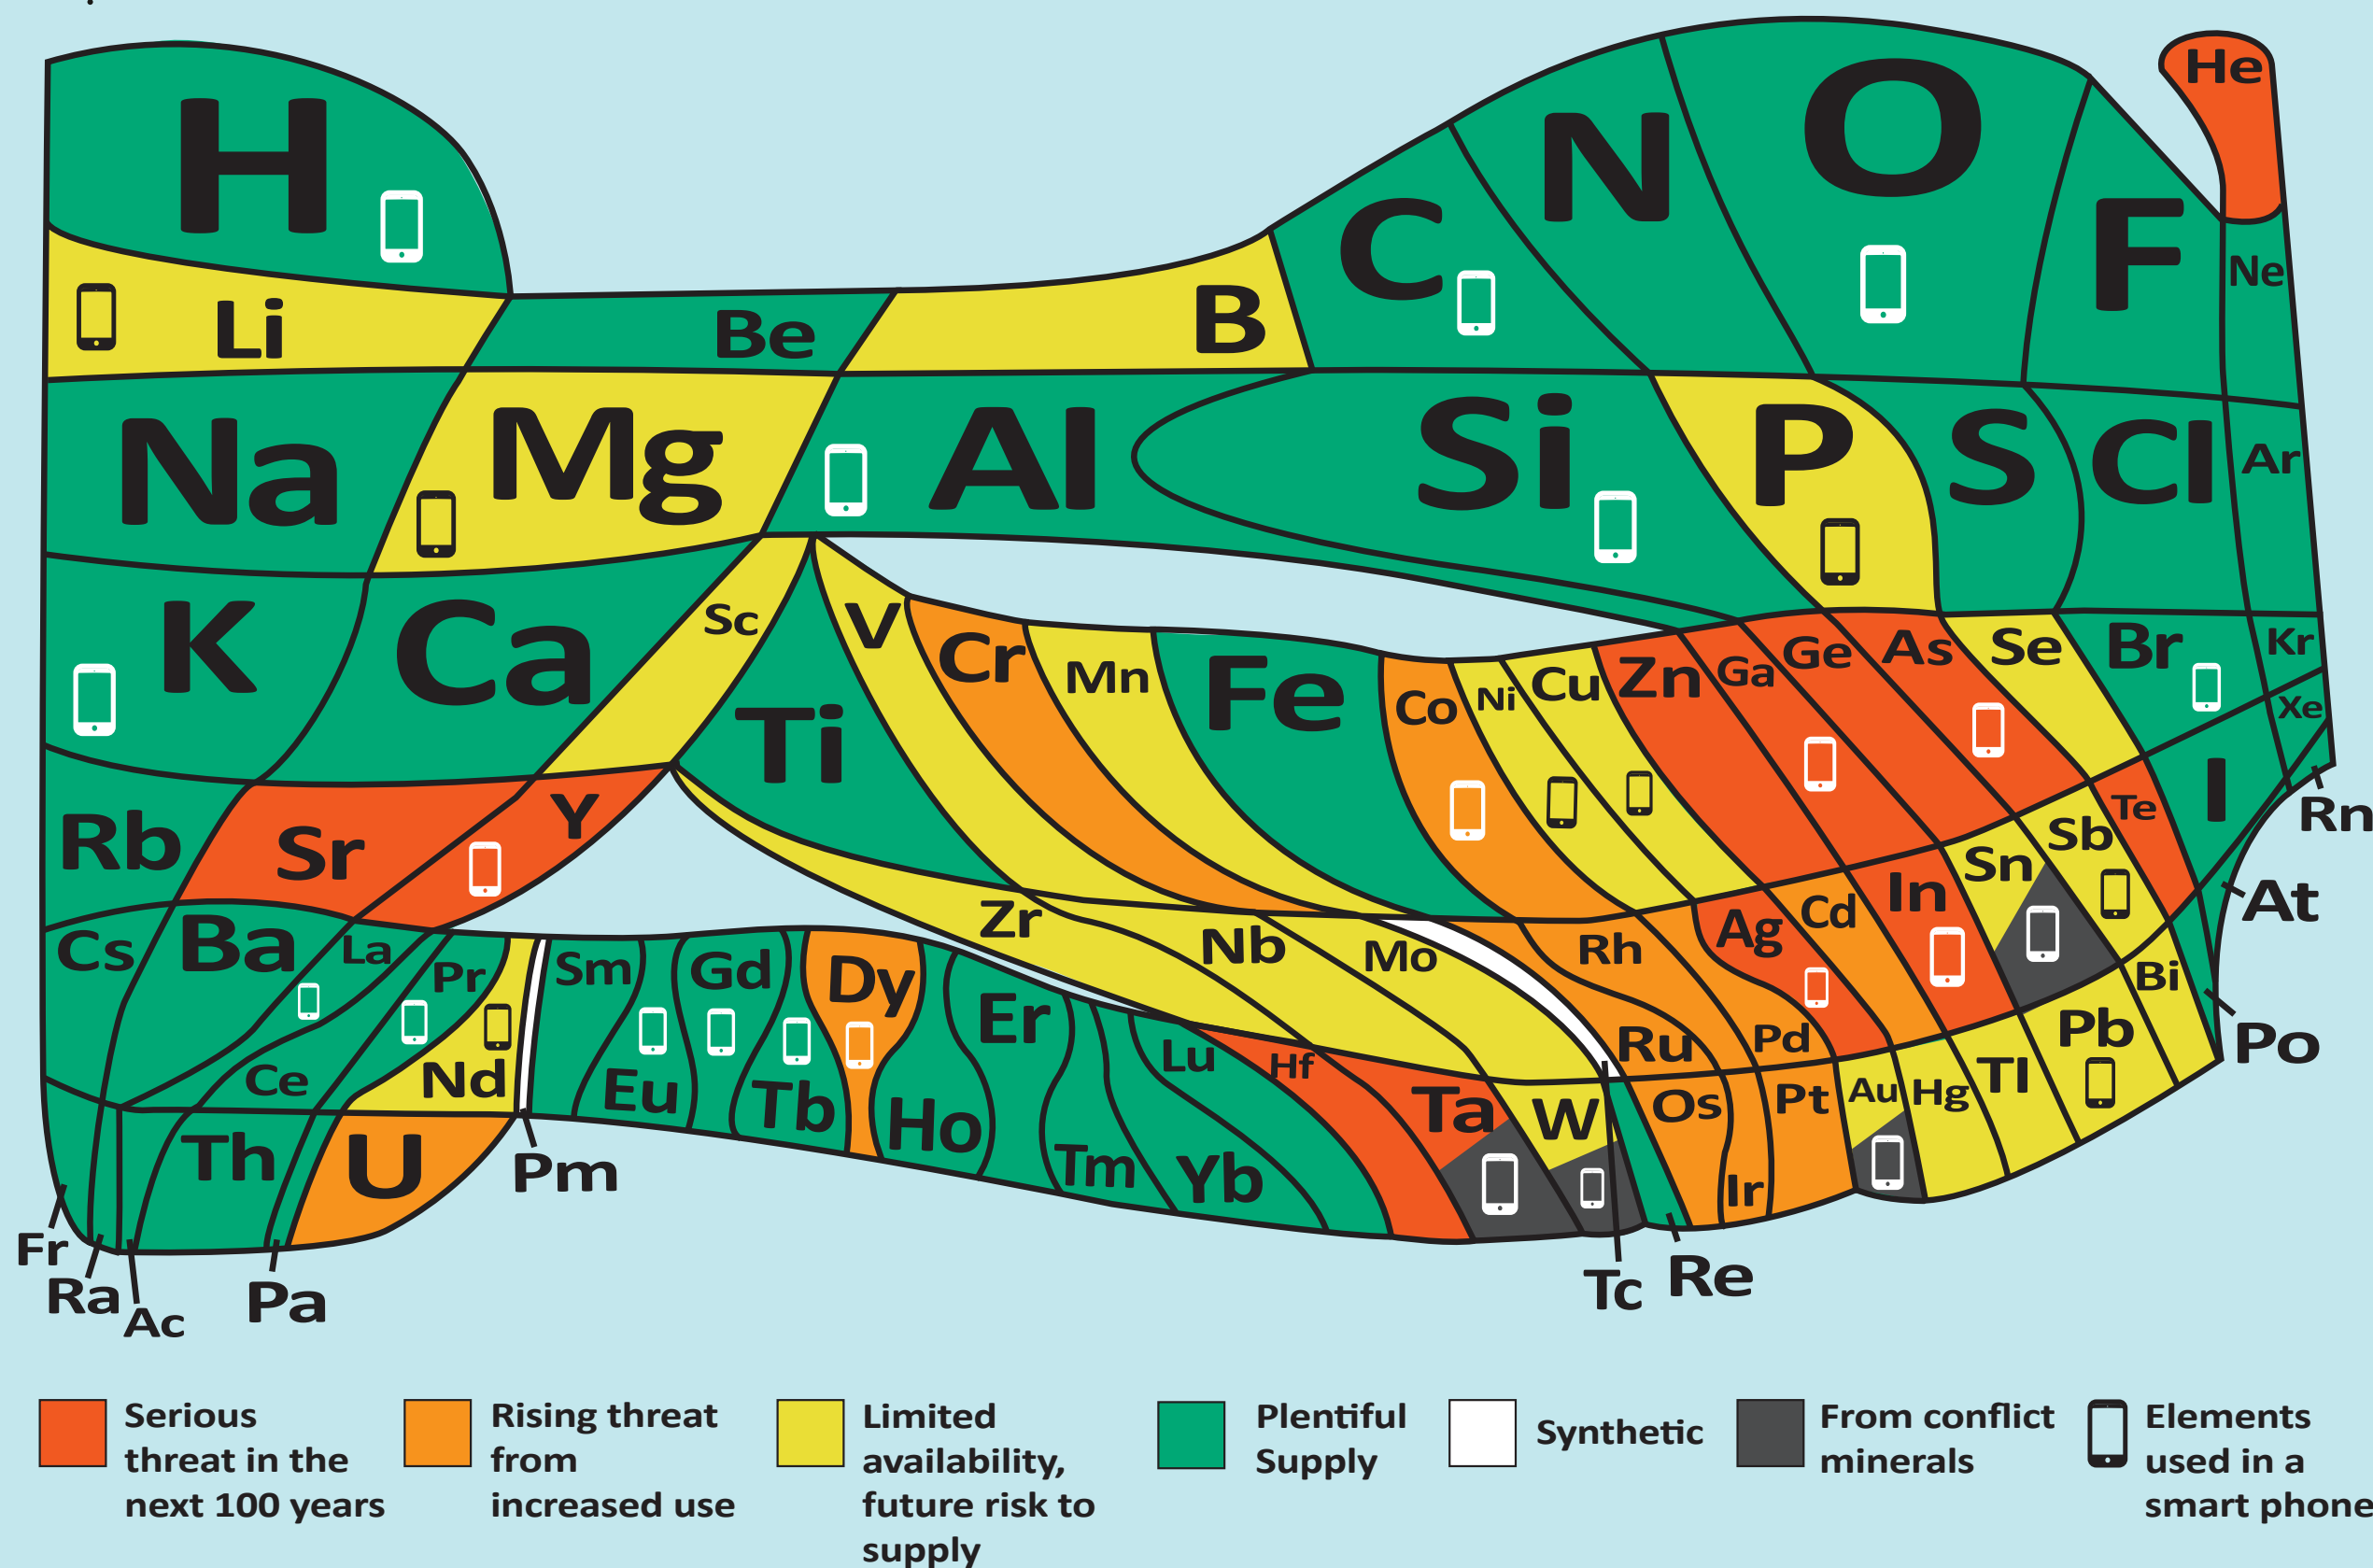 H
He
Li
Be
B
C
N
O
F
Ne
Na
Mg
Al
Si
P
S
Cl
Ar
K
Ca
Sc
Ti
V
Cr
Mn
Fe
Co
Ni
Cu
Zn
Ga
Ge
As
Se
Br
Kr
Rb
Sr
Y
Zr
Nb
Mo
Tc
Ru
Rh
Pd
Ag
Cd
In
Sn
Sb
Te
I
Xe
Cs
Ba
La
Ce
Pr
Nd
Pm
Sm
Eu
Gd
Tb
Dy
Ho
Er
Tm
Yb
Lu
Hf
Ta
W
Re
Os
Ir
Pt
Au
Hg
Tl
Pb
Bi
Po
At
Rn
Fr
Ra
Ac
Th
Pa
U
Serious
threat in the
next 100 years
Rising threat
from
increased use
Limited
availability,
future risk to
supply
Plentiful
Supply
Synthetic
From conflict
minerals
Elements
used in a
smart phone